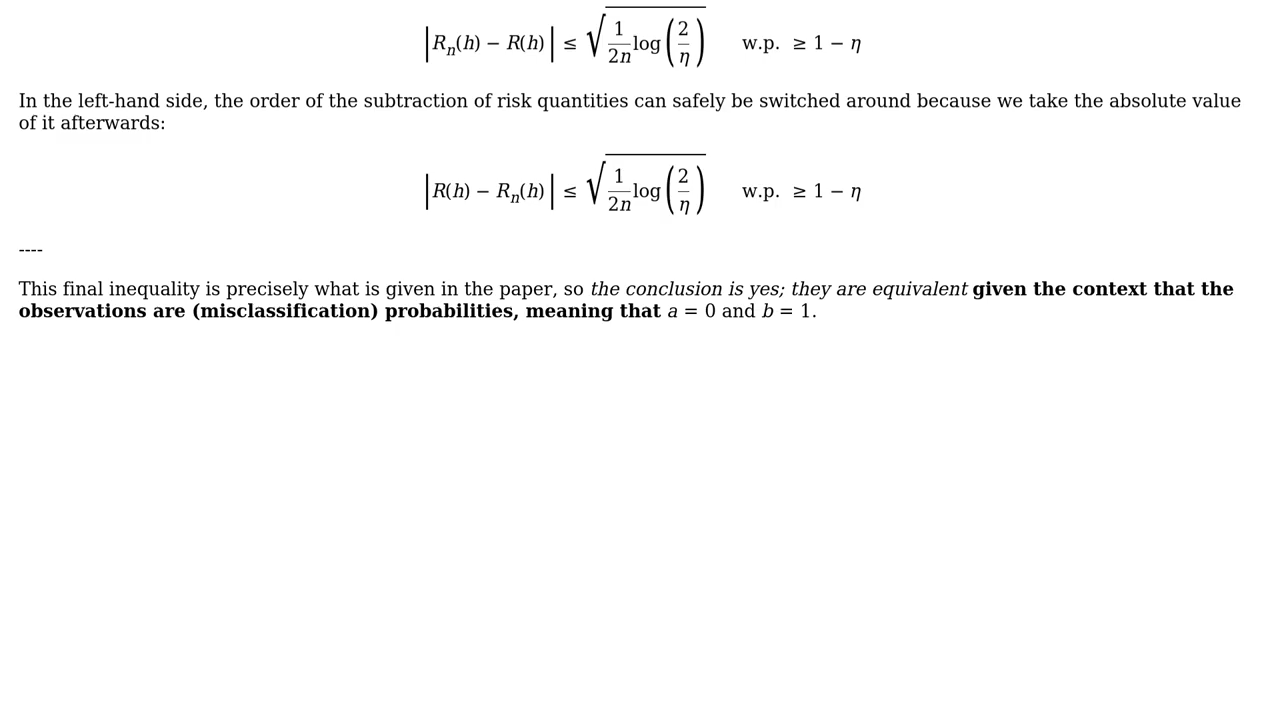 |Rₙ(h) − R(h)| ≤ √(1/2n log(2/η)) w.p. ≥ 1 − η
In the left-hand side, the order of the subtraction of risk quantities can safely be switched around because we take the absolute value
of it afterwards:
|R(h) − Rₙ(h)| ≤ √(1/2n log(2/η)) w.p. ≥ 1 − η
----
This final inequality is precisely what is given in the paper, so the conclusion is yes; they are equivalent given the context that the
observations are (misclassification) probabilities, meaning that a = 0 and b = 1.